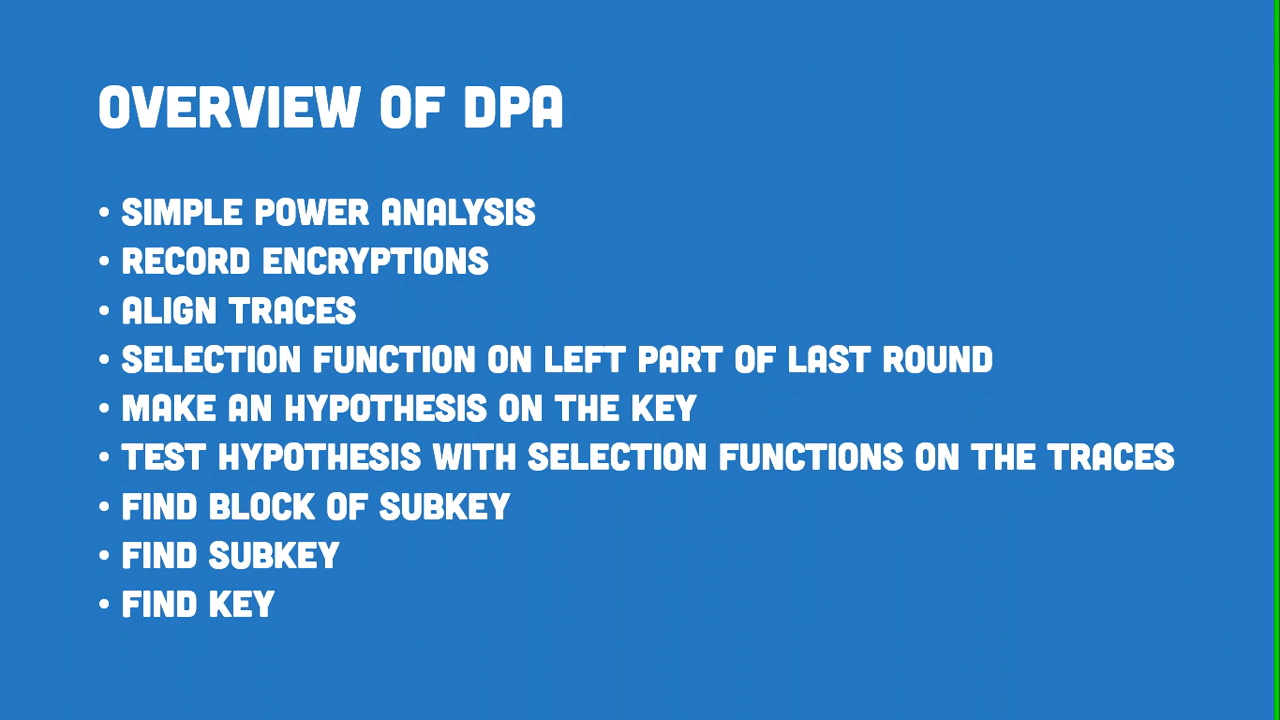 OVERVIEW OF DPA
• SIMPLE POWER ANALYSIS
• RECORD ENCRYPTIONS
• ALIGN TRACES
• SELECTION FUNCTION ON LEFT PART OF LAST ROUND
• MAKE AN HYPOTHESIS ON THE KEY
• TEST HYPOTHESIS WITH SELECTION FUNCTIONS ON THE TRACES
• FIND BLOCK OF SUBKEY
• FIND SUBKEY
• FIND KEY